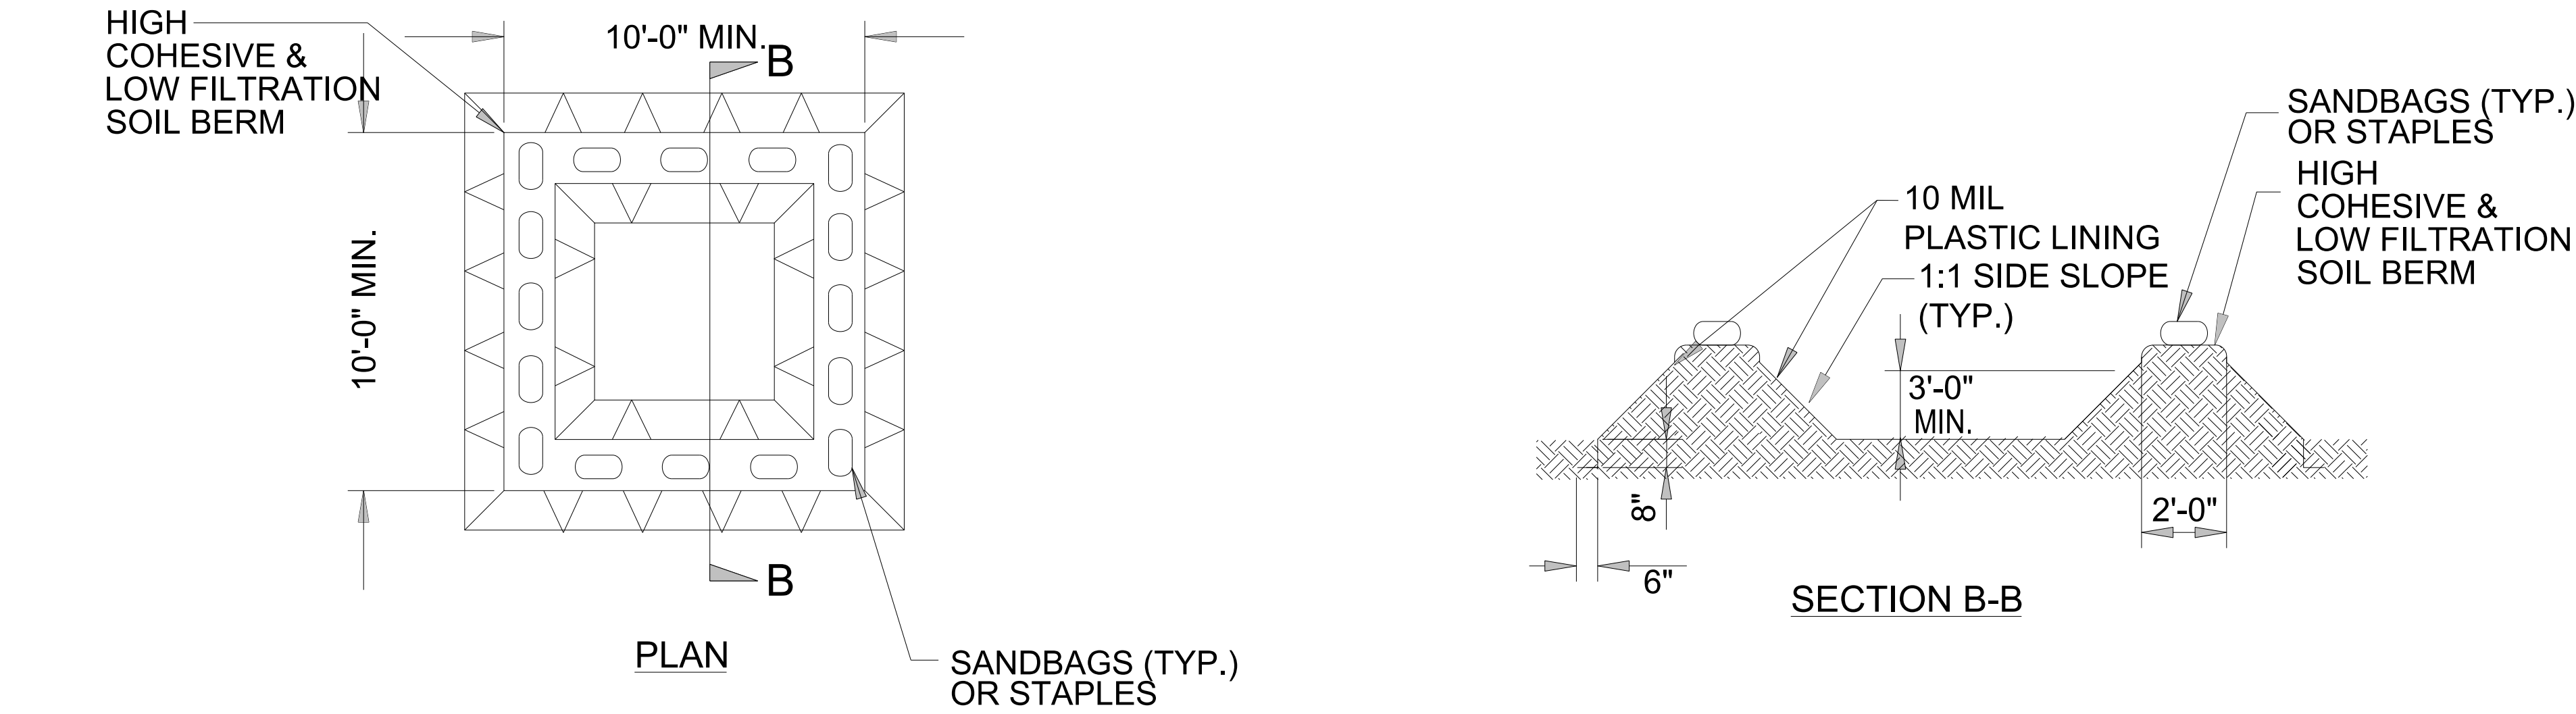 HIGH
COHESIVE &
LOW FILTRATION
SOIL BERM
10'-0" MIN.
B
10'-0" MIN.
B
PLAN
SANDBAGS (TYP.)
OR STAPLES
SANDBAGS (TYP.)
OR STAPLES
HIGH
COHESIVE &
LOW FILTRATION
SOIL BERM
10 MIL
PLASTIC LINING
1:1 SIDE SLOPE
(TYP.)
3'-0"
MIN.
8"
6"
2'-0"
SECTION B-B